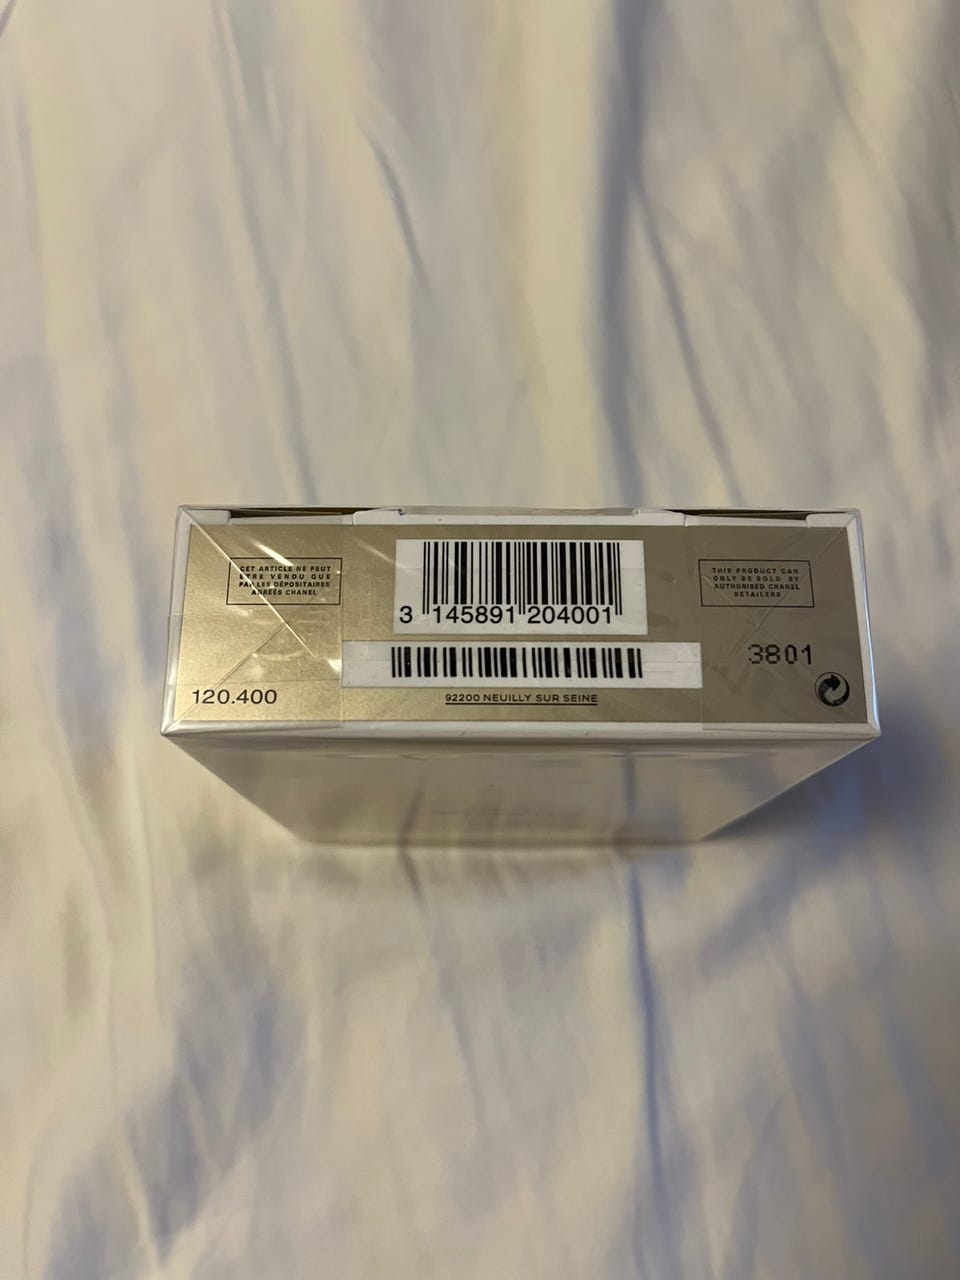 CET ARTICLE NE PEUT
ÊTRE VENDU QUE
PAR LES DÉPOSITAIRES
AGRÉÉS CHANEL
3 145891 204001
THIS PRODUCT CAN
ONLY BE SOLD BY
AUTHORISED CHANEL
RETAILERS
3801
120.400
92200 NEUILLY SUR SEINE